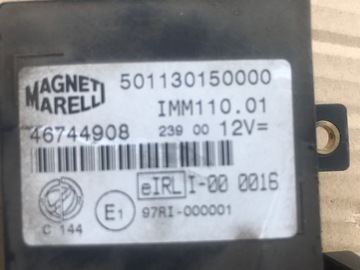 MAGNETI MARELLI
501130150000
IMM110.01
46744908 239 00 12V=
eIRL I-00 0016
E1 97RI-000001
C 144